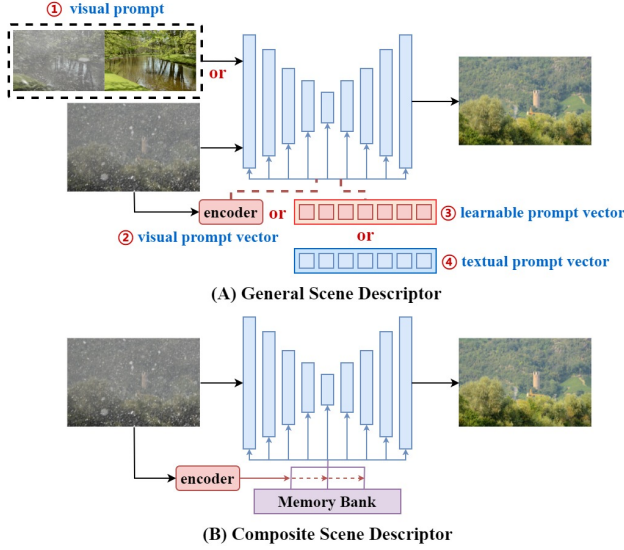 ① visual prompt
or
encoder or
③ learnable prompt vector
② visual prompt vector
or
④ textual prompt vector
(A) General Scene Descriptor
encoder
Memory Bank
(B) Composite Scene Descriptor